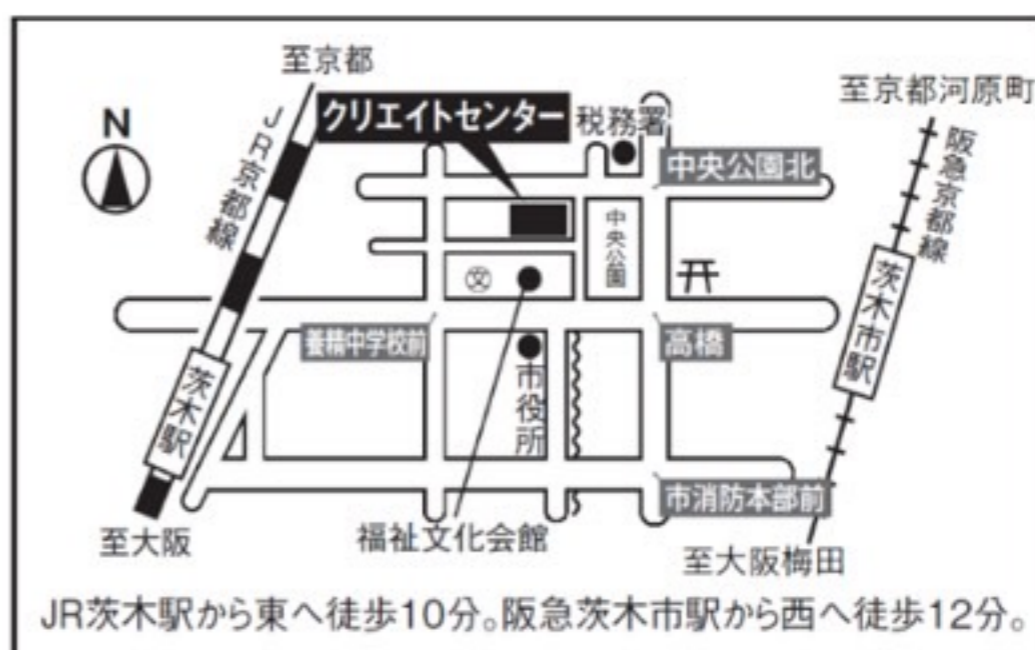 至京都
至京都河原町
クリエイトセンター
税務署
N
JR京都線
中央公園北
阪急京都線
中央公園
文
茨木市駅
養精中学校前
高橋
茨木駅
市役所
市消防本部前
至大阪
福祉文化会館
至大阪梅田
JR茨木駅から東へ徒歩10分。阪急茨木市駅から西へ徒歩12分。